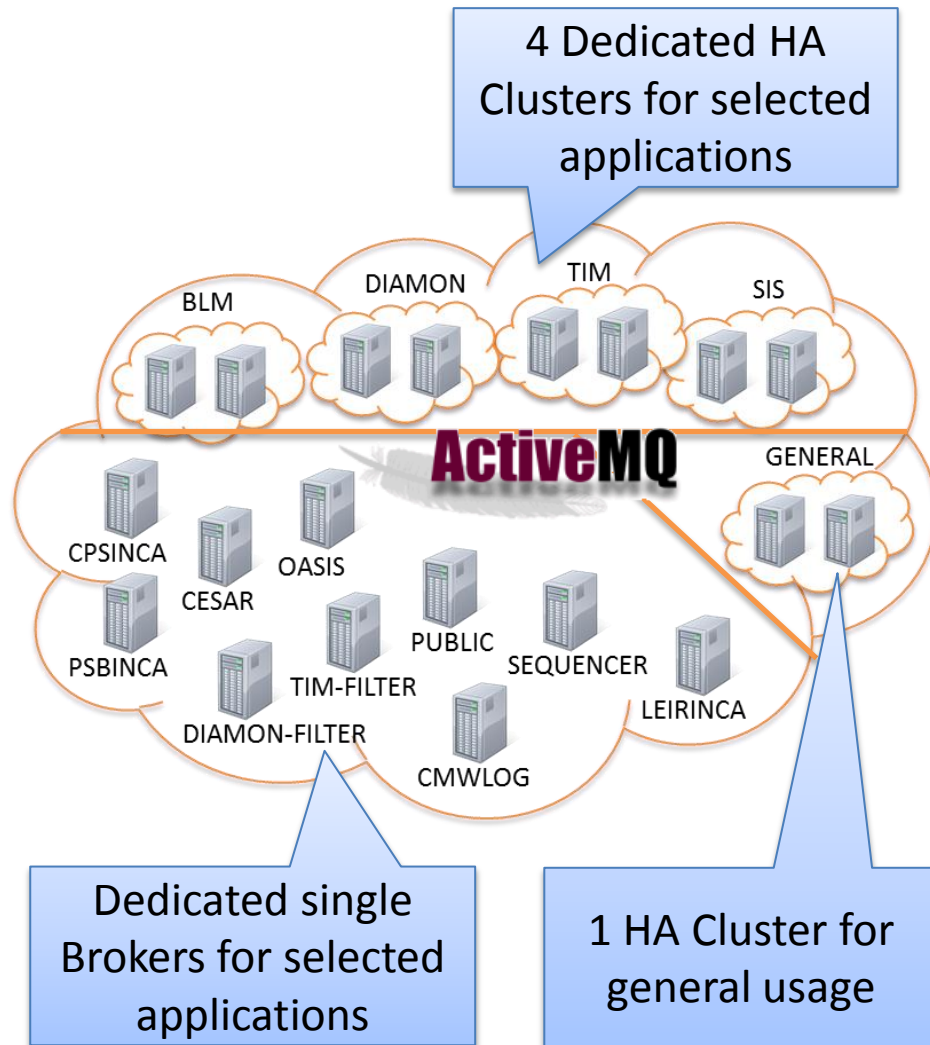 4 Dedicated HA
Clusters for selected
applications
BLM
DIAMON
TIM
SIS
ActiveMQ
GENERAL
CPSINCA
CESAR
OASIS
PSBINCA
DIAMON-FILTER
TIM-FILTER
PUBLIC
SEQUENCER
LEIRINCA
CMWLOG
Dedicated single
Brokers for selected
applications
1 HA Cluster for
general usage